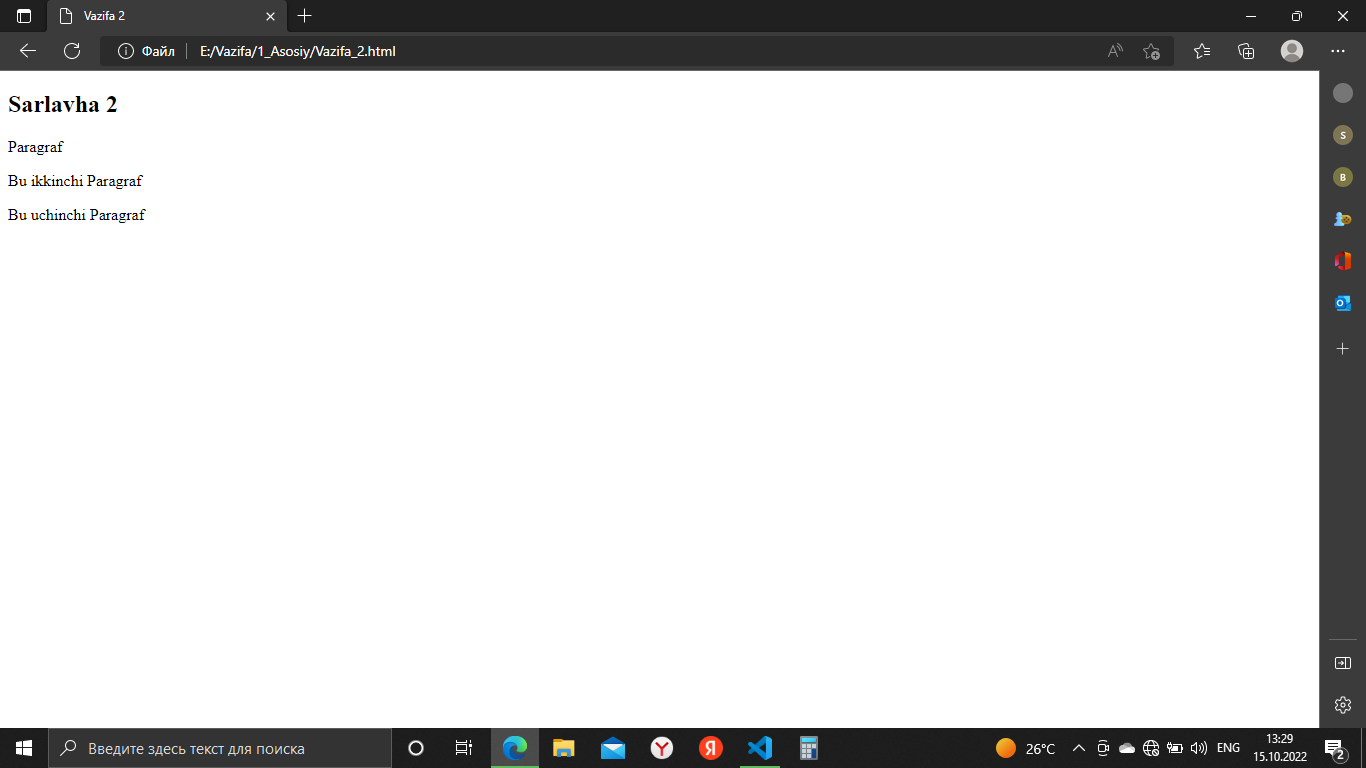 Vazifa 2
Файл
E:/Vazifa/1_Asosiy/Vazifa_2.html
Sarlavha 2
Paragraf
Bu ikkinchi Paragraf
Bu uchinchi Paragraf
S
B
Введите здесь текст для поиска
26°C
ENG
13:29
15.10.2022
2